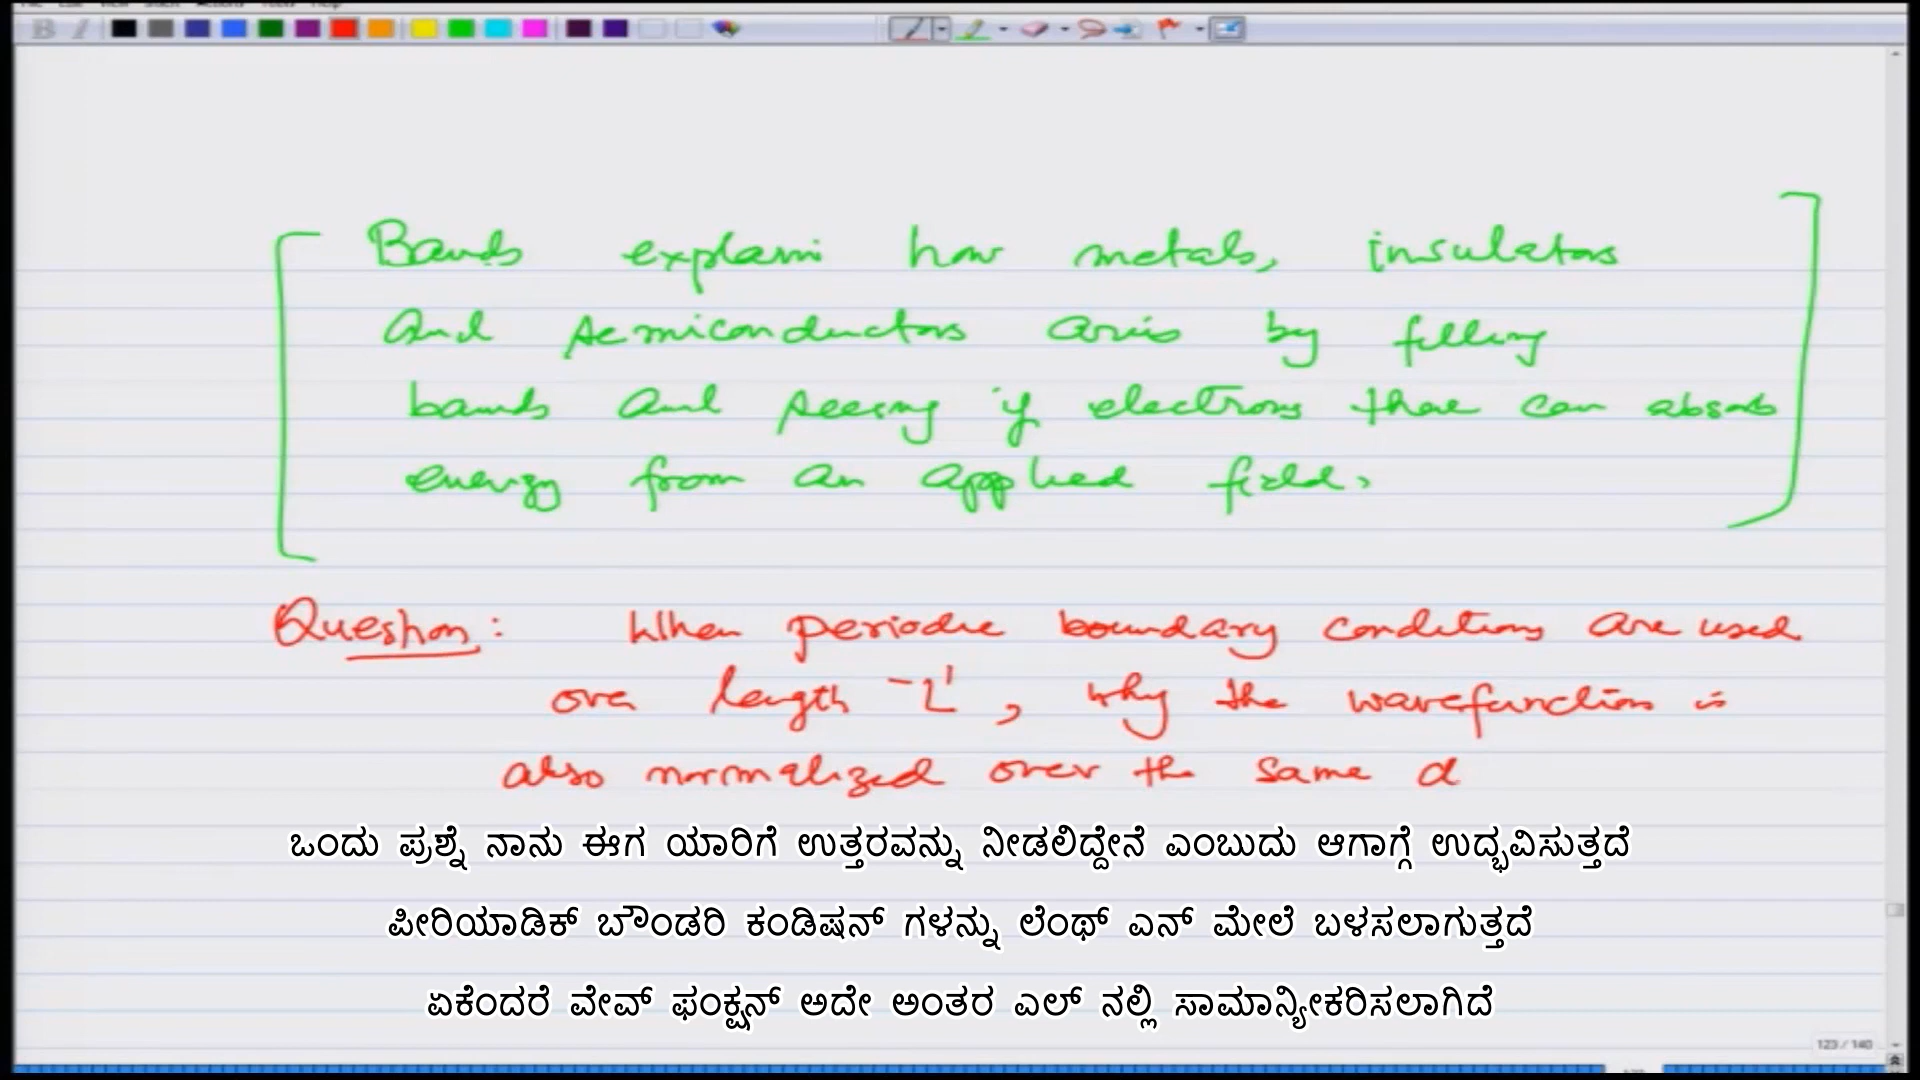 Bands explain how metals, insulators
and semiconductors arise by filling
bands and seeing if electrons there can absorb
energy from an applied field.
Question: When periodic boundary conditions are used
over length 'L', why the wavefunction is
also normalized over the same d
ಒಂದು ಪ್ರಶ್ನೆ ನಾನು ಈಗ ಯಾರಿಗೆ ಉತ್ತರವನ್ನು ನೀಡಲಿದ್ದೇನೆ ಎಂಬುದು ಆಗಾಗ್ಗೆ ಉದ್ಭವಿಸುತ್ತದೆ
ಪೀರಿಯಾಡಿಕ್ ಬೌಂಡರಿ ಕಂಡಿಷನ್ ಗಳನ್ನು ಲೆಂಥ್ ಎನ್ ಮೇಲೆ ಬಳಸಲಾಗುತ್ತದೆ
ಏಕೆಂದರೆ ವೇವ್ ಫಂಕ್ಷನ್ ಅದೇ ಅಂತರ ಎಲ್ ನಲ್ಲಿ ಸಾಮಾನ್ಯೀಕರಿಸಲಾಗಿದೆ
123 / 140